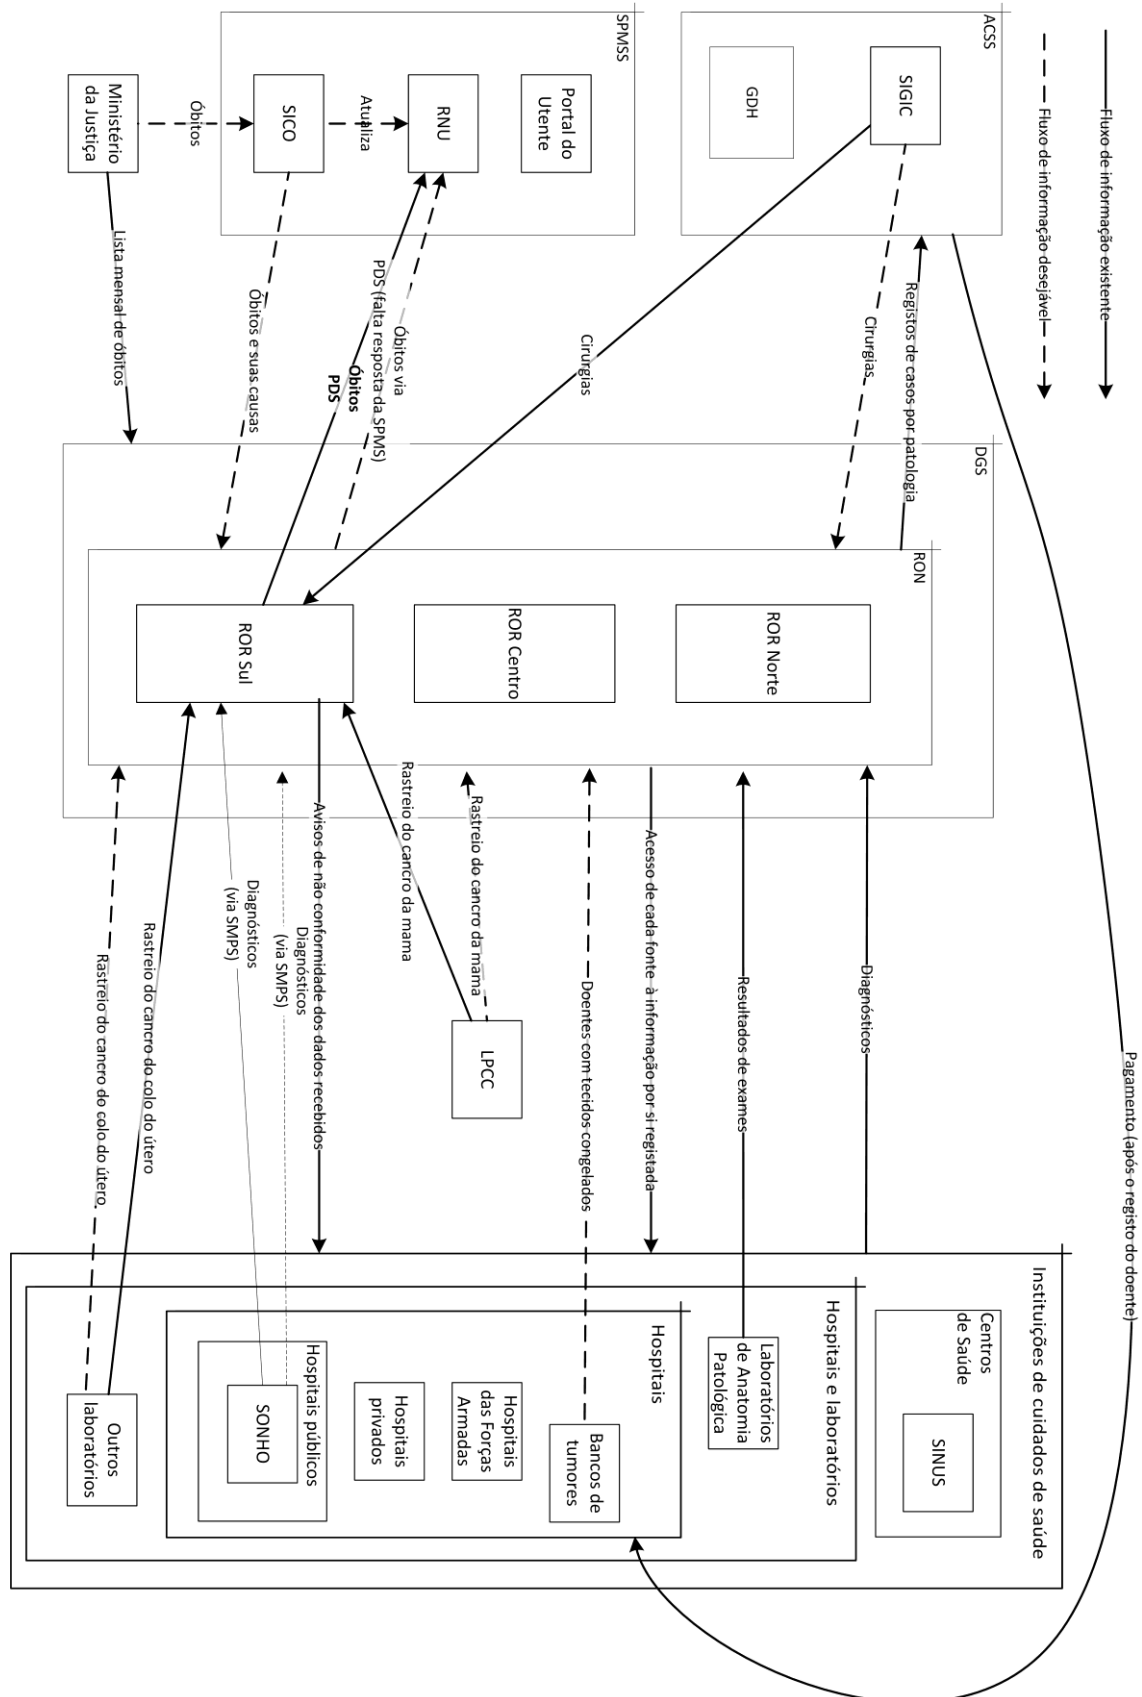 Fluxo de informação existente
Fluxo de informação desejável
ACSS
SIGIC
GDH
SPMSS
Portal do
Utente
RNU
SICO
Atualiza
Óbitos
Ministério
da Justiça
Registos de casos por patologia
Cirurgias
Cirurgias
Óbitos via
PDS (falta resposta da SPMS)
Óbitos
PDS
Óbitos e suas causas
Lista mensal de óbitos
DGS
RON
ROR Norte
ROR Centro
ROR Sul
Pagamento (após o registo do doente)
Diagnósticos
Resultados de exames
Acesso de cada fonte à informação por si registada
Doentes com tecidos congelados
Rastreio do cancro da mama
Rastreio do cancro da mama
LPCC
Avisos de não conformidade dos dados recebidos
Diagnósticos
(via SMPS)
Diagnósticos
(via SMPS)
Rastreio do cancro do colo do útero
Rastreio do cancro do colo do útero
Instituições de cuidados de saúde
Centros
de Saúde
SINUS
Hospitais e laboratórios
Laboratórios
de Anatomia
Patológica
Hospitais
Bancos de
tumores
Hospitais
das Forças
Armadas
Hospitais
privados
Hospitais públicos
SONHO
Outros
laboratórios